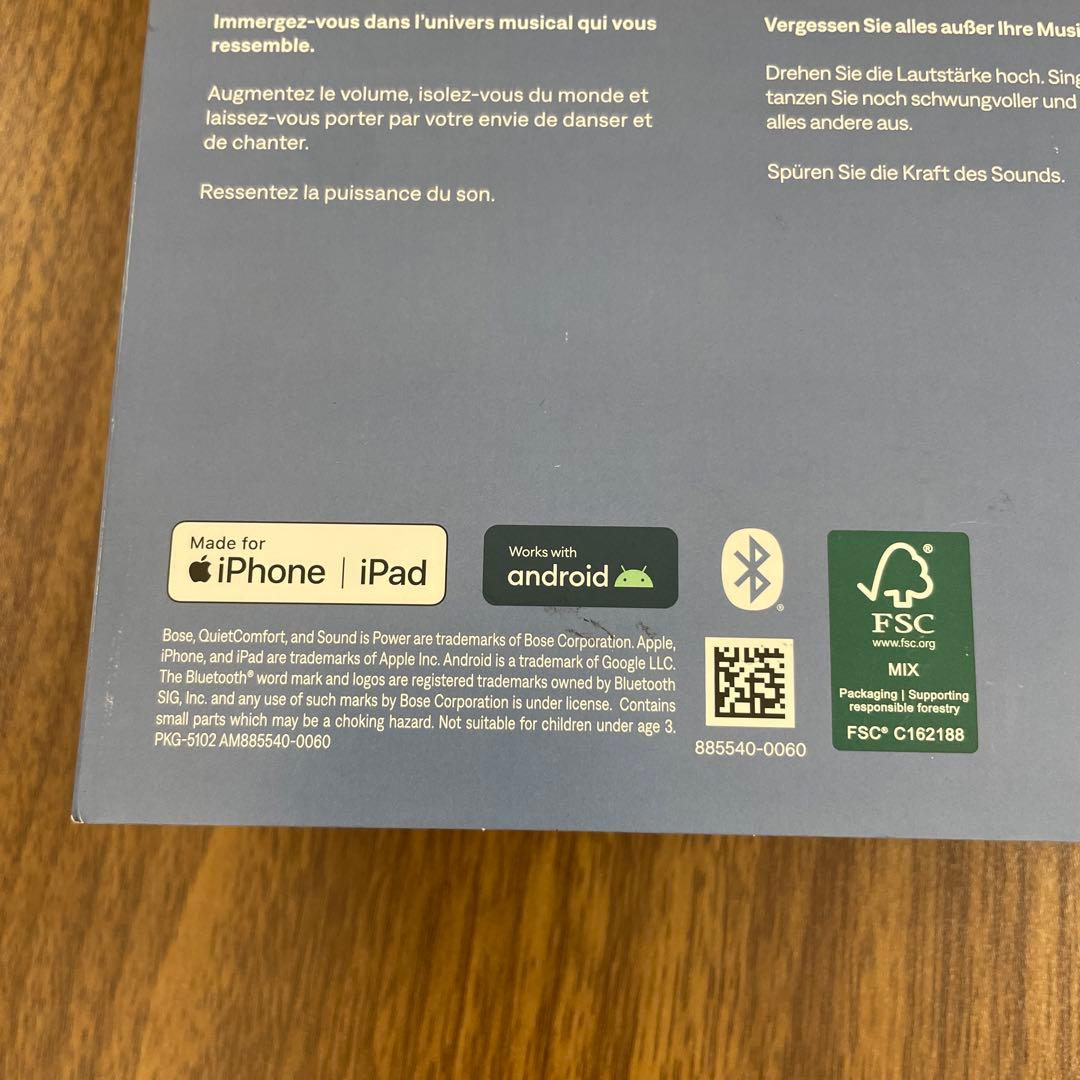 Immergez-vous dans l'univers musical qui vous
ressemble.
Augmentez le volume, isolez-vous du monde et
laissez-vous porter par votre envie de danser et
de chanter.
Ressentez la puissance du son.
Vergessen Sie alles außer Ihre Musi
Drehen Sie die Lautstärke hoch. Sing
tanzen Sie noch schwungvoller und
alles andere aus.
Spüren Sie die Kraft des Sounds.
Made for
iPhone | iPad
Works with
android
Bose, QuietComfort, and Sound is Power are trademarks of Bose Corporation. Apple,
iPhone, and iPad are trademarks of Apple Inc. Android is a trademark of Google LLC.
The Bluetooth® word mark and logos are registered trademarks owned by Bluetooth
SIG, Inc. and any use of such marks by Bose Corporation is under license. Contains
small parts which may be a choking hazard. Not suitable for children under age 3.
PKG-5102 AM885540-0060
885540-0060
®
®
FSC
www.fsc.org
MIX
Packaging | Supporting
responsible forestry
FSC® C162188